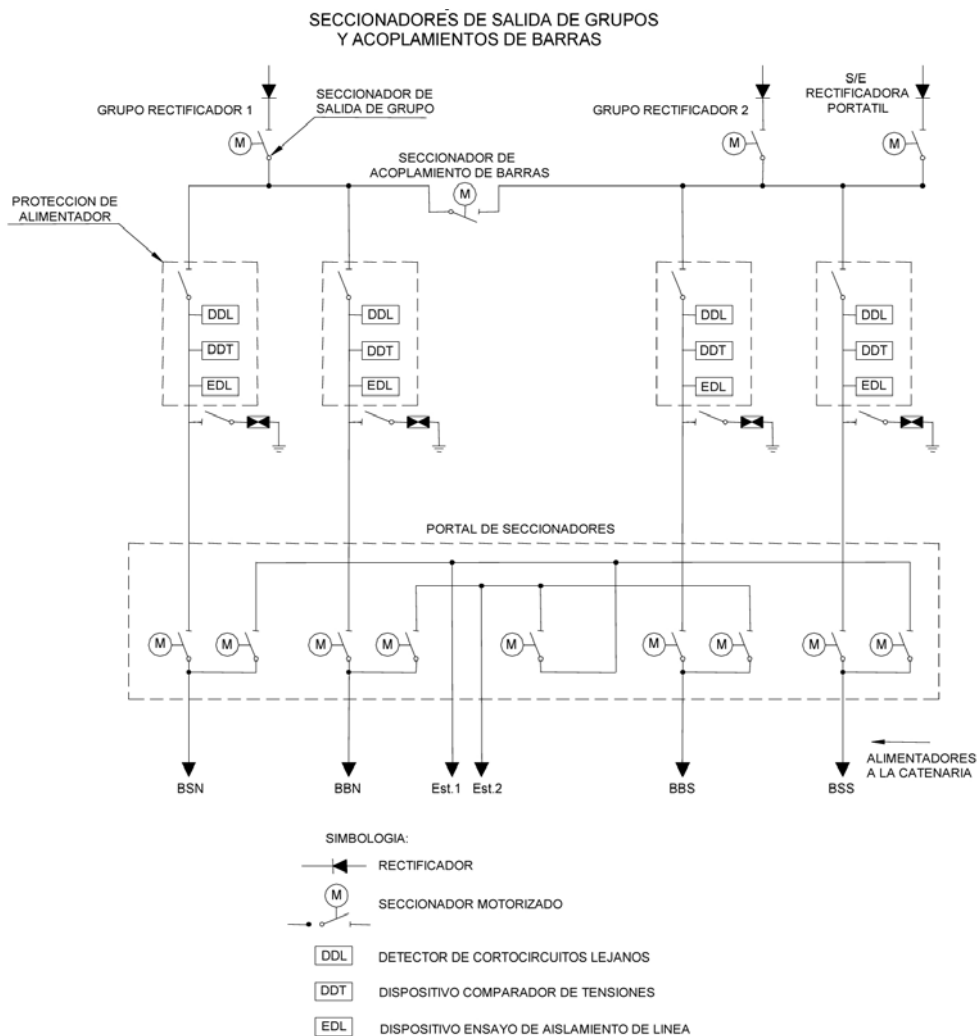 SECCIONADORES DE SALIDA DE GRUPOS
Y ACOPLAMIENTOS DE BARRAS
GRUPO RECTIFICADOR 1
SECCIONADOR DE
SALIDA DE GRUPO
GRUPO RECTIFICADOR 2
S/E
RECTIFICADORA
PORTATIL
M
M
M
SECCIONADOR DE
ACOPLAMIENTO DE BARRAS
M
PROTECCION DE
ALIMENTADOR
DDL
DDL
DDL
DDL
DDT
DDT
DDT
DDT
EDL
EDL
EDL
EDL
PORTAL DE SECCIONADORES
M
M
M
M
M
M
M
M
M
ALIMENTADORES
A LA CATENARIA
BSN
BBN
Est.1
Est.2
BBS
BSS
SIMBOLOGIA:
RECTIFICADOR
M
SECCIONADOR MOTORIZADO
DDL
DETECTOR DE CORTOCIRCUITOS LEJANOS
DDT
DISPOSITIVO COMPARADOR DE TENSIONES
EDL
DISPOSITIVO ENSAYO DE AISLAMIENTO DE LINEA